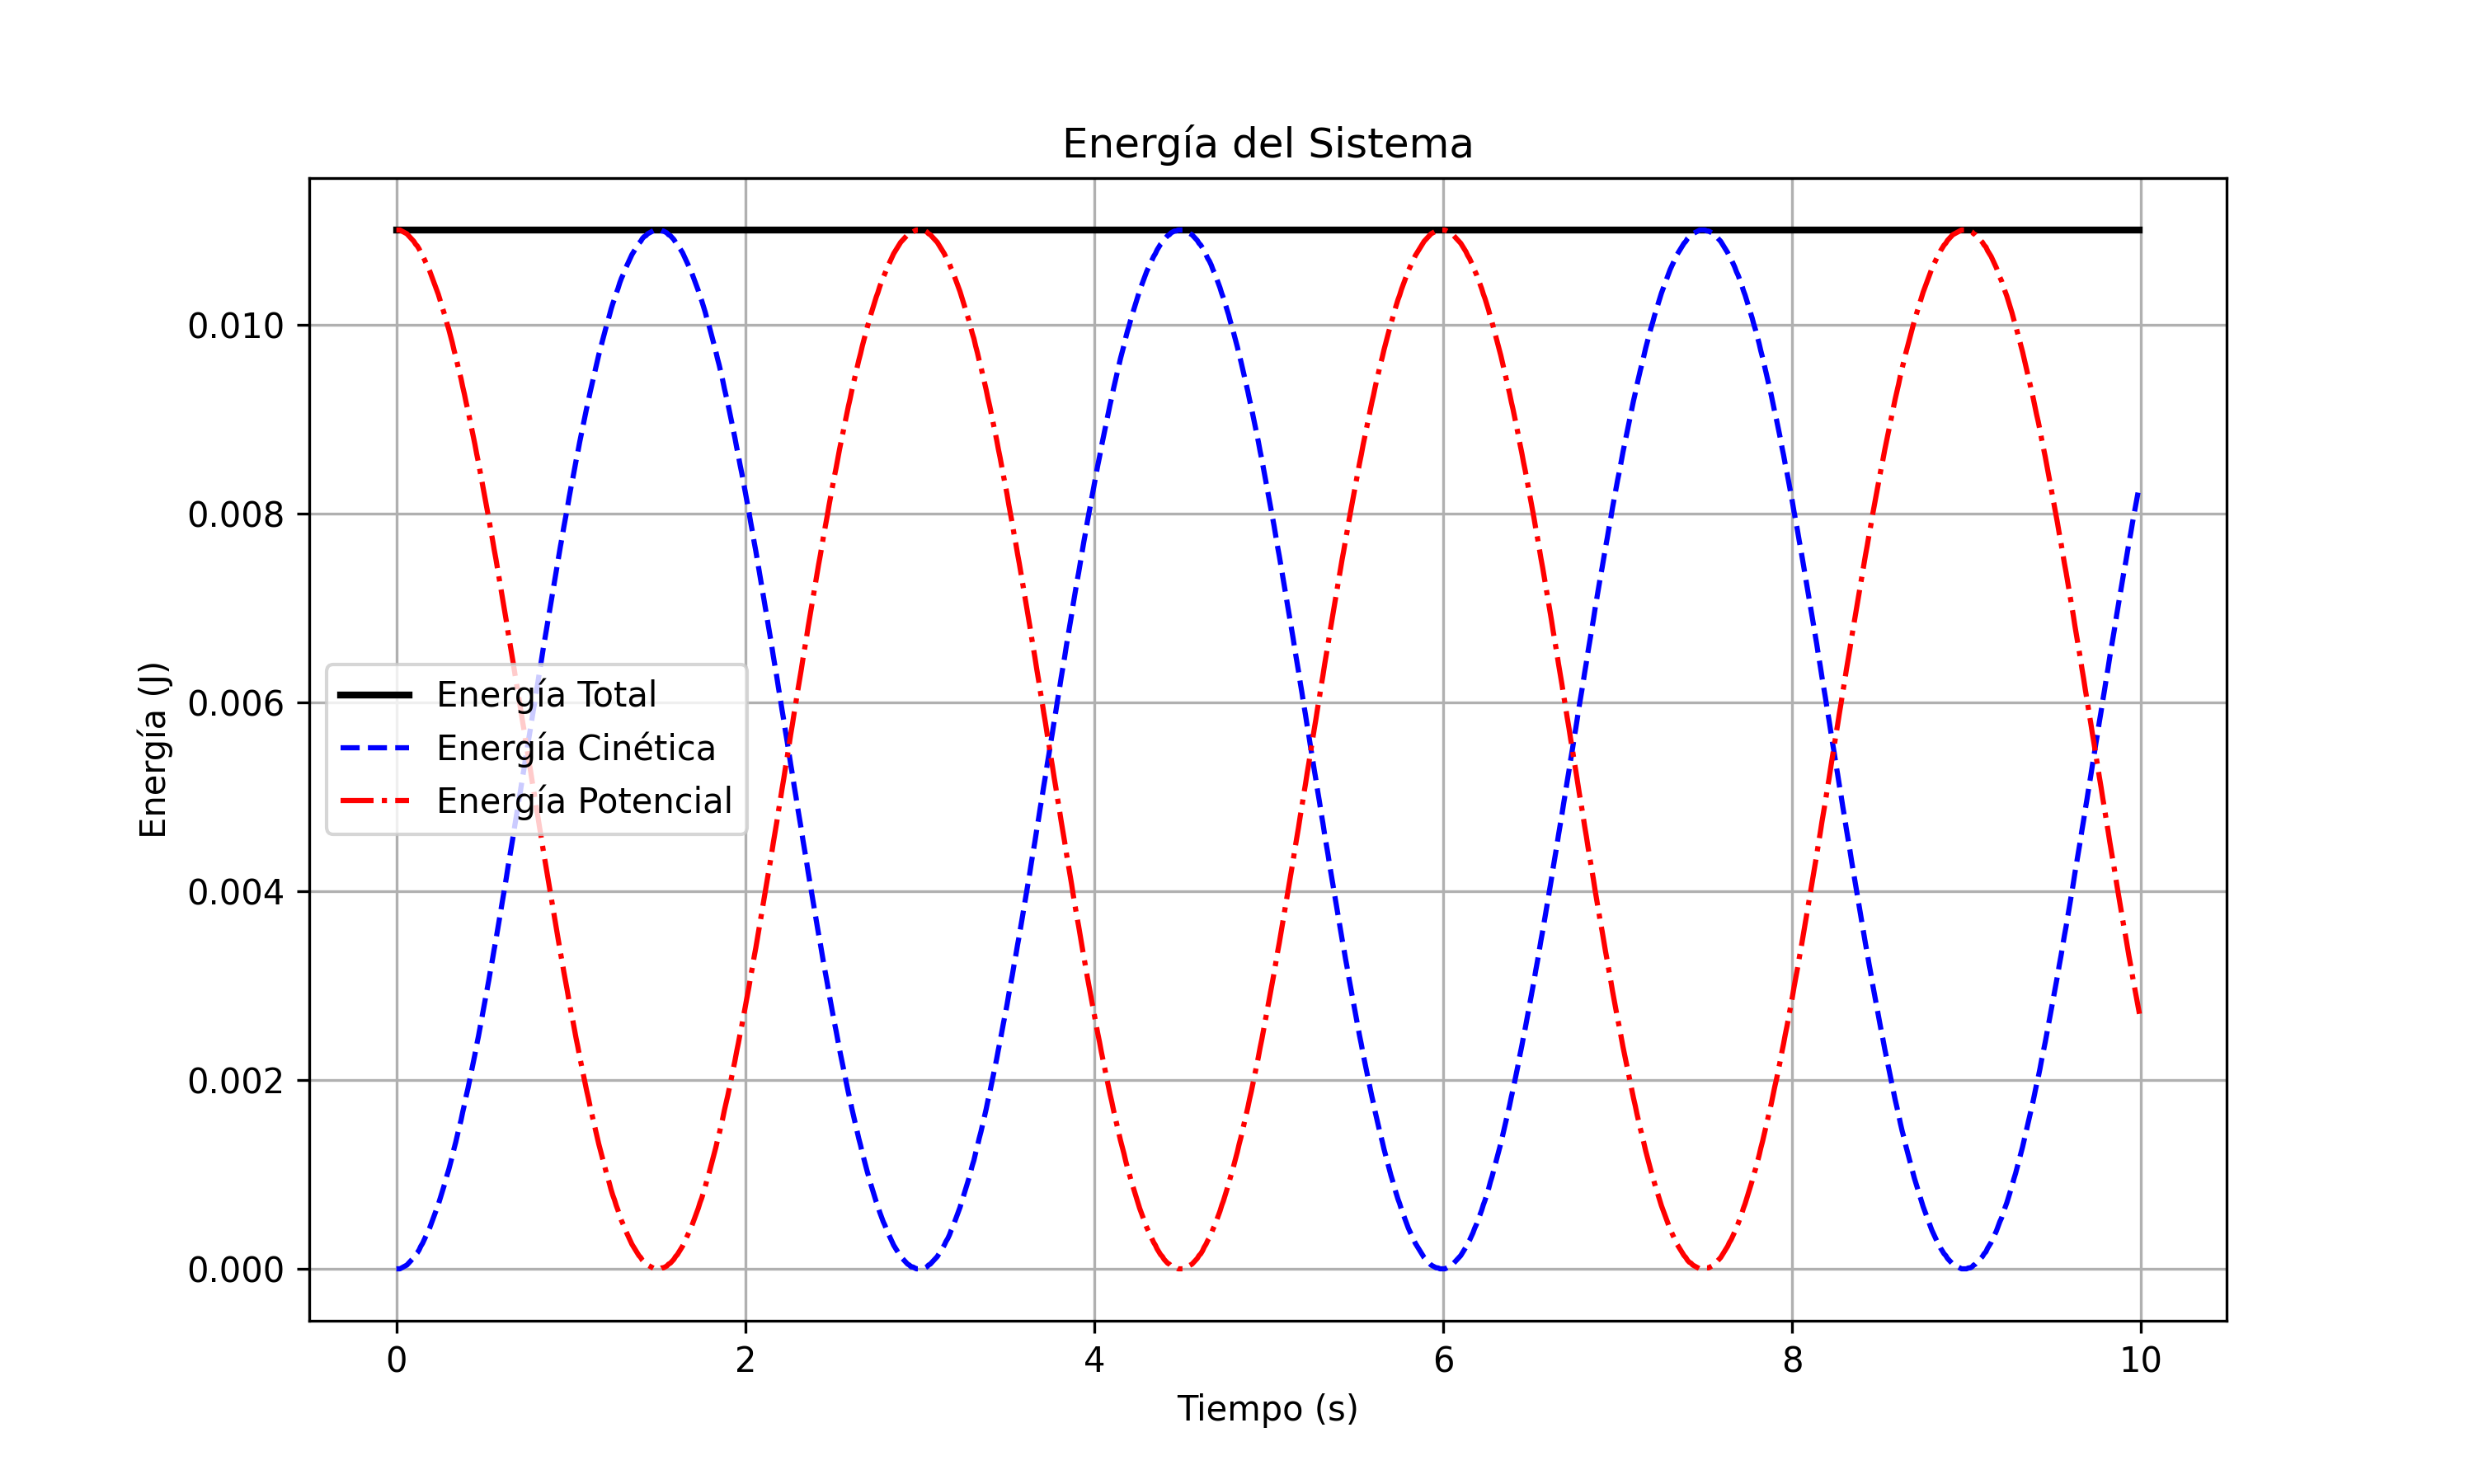 Energía del Sistema
Energía (J)
0.010
0.008
0.006
0.004
0.002
0.000
Energía Total
Energía Cinética
Energía Potencial
0 2 4 6 8 10
Tiempo (s)